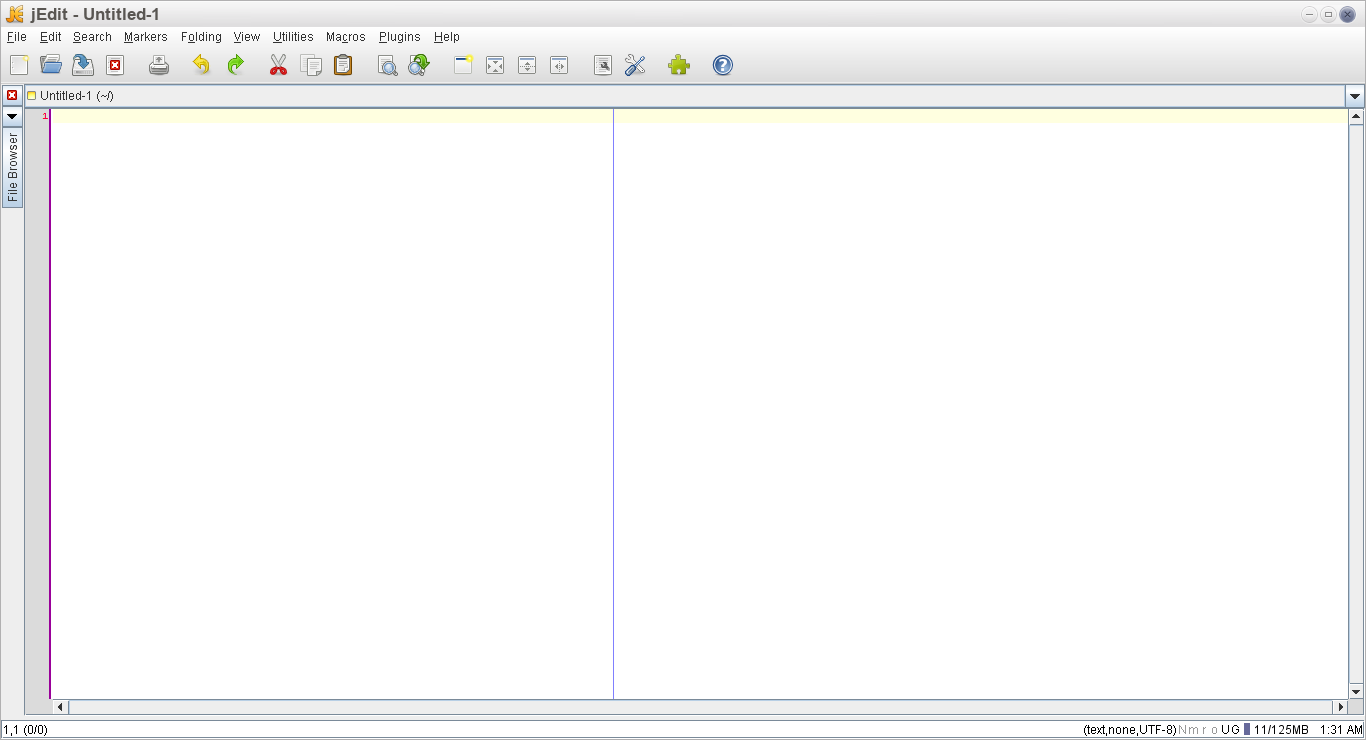 jEdit - Untitled-1
File Edit Search Markers Folding View Utilities Macros Plugins Help
Untitled-1 (~/)
1
File Browser
1,1 (0/0)
(text,none,UTF-8) N m r o U G 11/125MB 1:31 AM